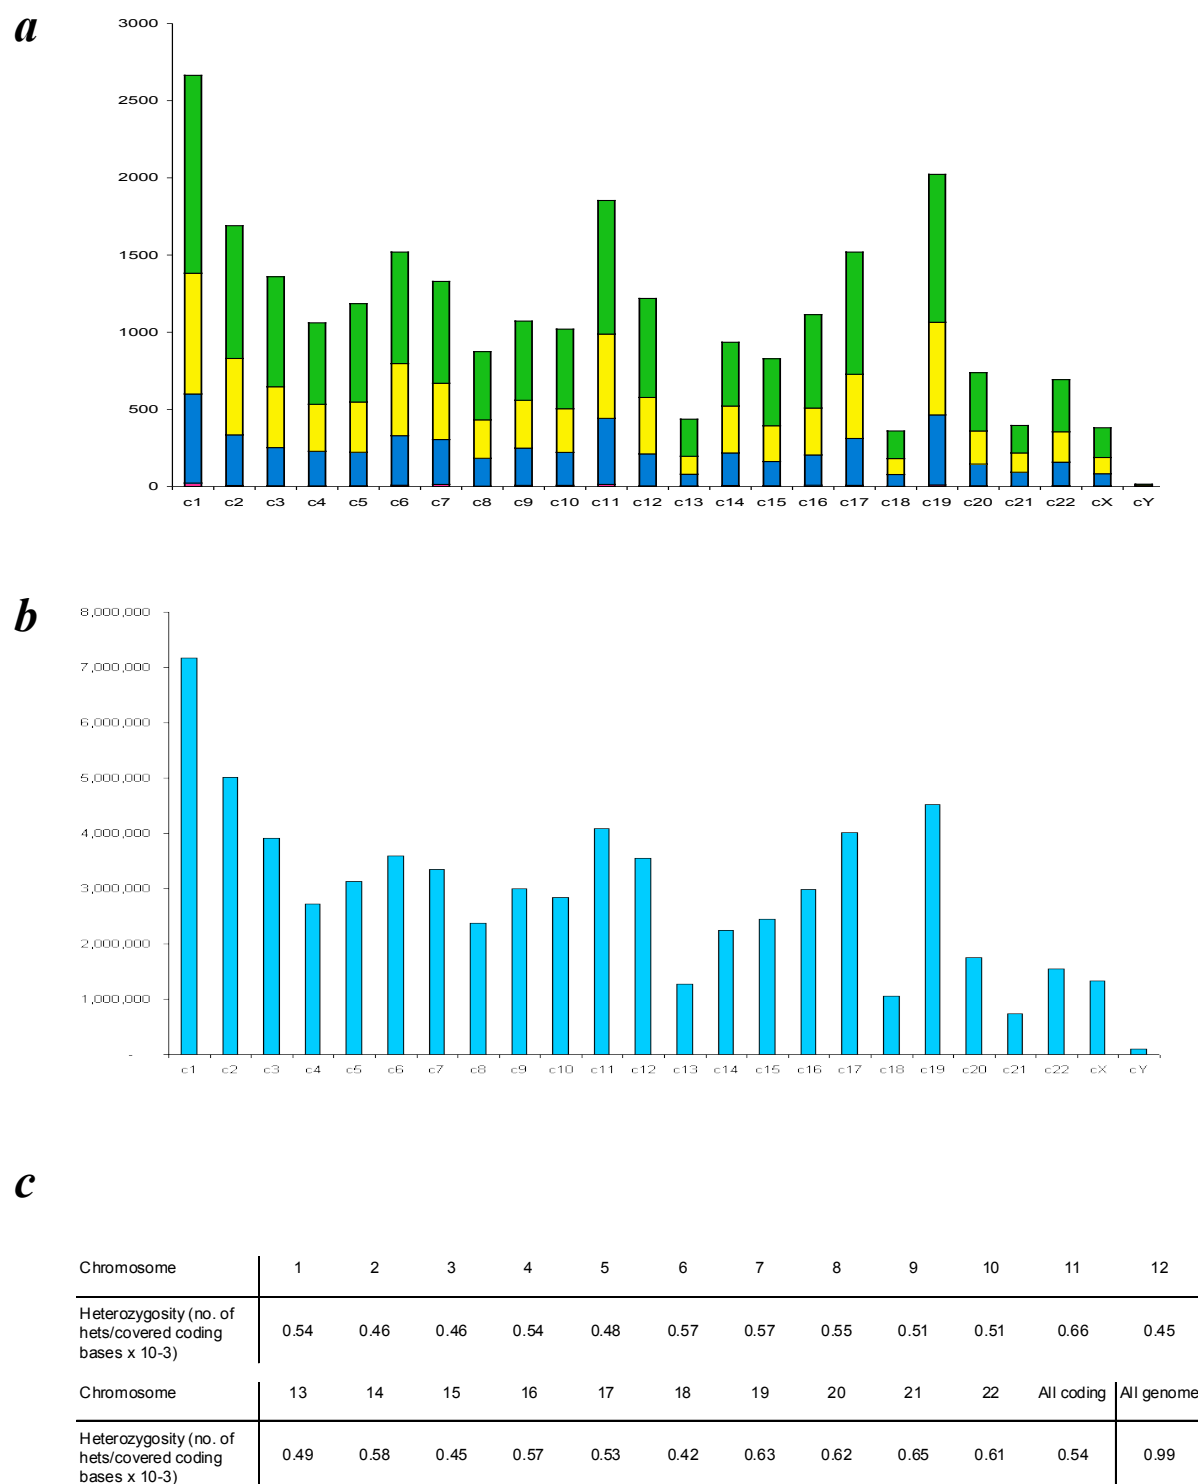 a
3000
2500
2000
1500
1000
500
0
c1 c2 c3 c4 c5 c6 c7 c8 c9 c10 c11 c12 c13 c14 c15 c16 c17 c18 c19 c20 c21 c22 cX cY
b
8,000,000
7,000,000
6,000,000
5,000,000
4,000,000
3,000,000
2,000,000
1,000,000
-
c1 c2 c3 c4 c5 c6 c7 c8 c9 c10 c11 c12 c13 c14 c15 c16 c17 c18 c19 c20 c21 c22 cX cY
c
Chromosome 1 2 3 4 5 6 7 8 9 10 11 12
Heterozygosity (no. of
hets/covered coding
bases x 10-3)
0.54 0.46 0.46 0.54 0.48 0.57 0.57 0.55 0.51 0.51 0.66 0.45
Chromosome 13 14 15 16 17 18 19 20 21 22 All coding All genome
Heterozygosity (no. of
hets/covered coding
bases x 10-3)
0.49 0.58 0.45 0.57 0.53 0.42 0.63 0.62 0.65 0.61 0.54 0.99